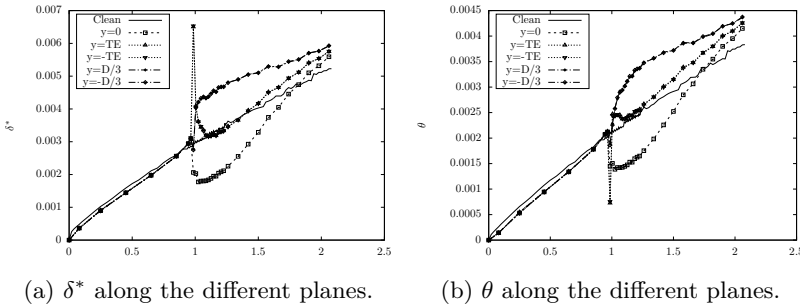 0.007
0.006
0.005
0.004
0.003
0.002
0.001
0
δ*
Clean
y=0
y=TE
y=-TE
y=D/3
y=-D/3
0
0.5
1
1.5
2
2.5
(a) δ* along the different planes.
0.0045
0.004
0.0035
0.003
0.0025
0.002
0.0015
0.001
0.0005
0
θ
Clean
y=0
y=TE
y=-TE
y=D/3
y=-D/3
0
0.5
1
1.5
2
2.5
(b) θ along the different planes.